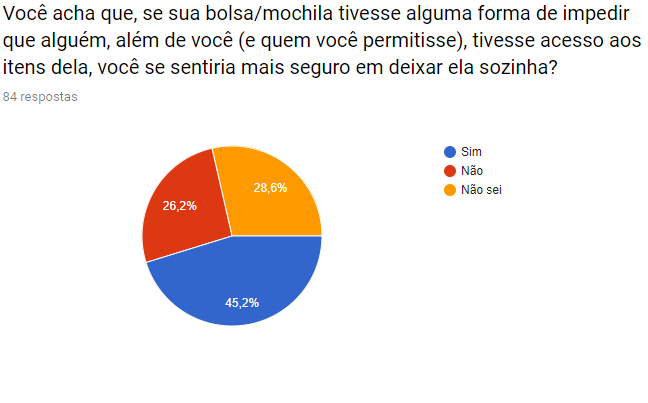 Você acha que, se sua bolsa/mochila tivesse alguma forma de impedir
que alguém, além de você (e quem você permitisse), tivesse acesso aos
itens dela, você se sentiria mais seguro em deixar ela sozinha?
84 respostas
Sim
Não
Não sei
28,6%
26,2%
45,2%